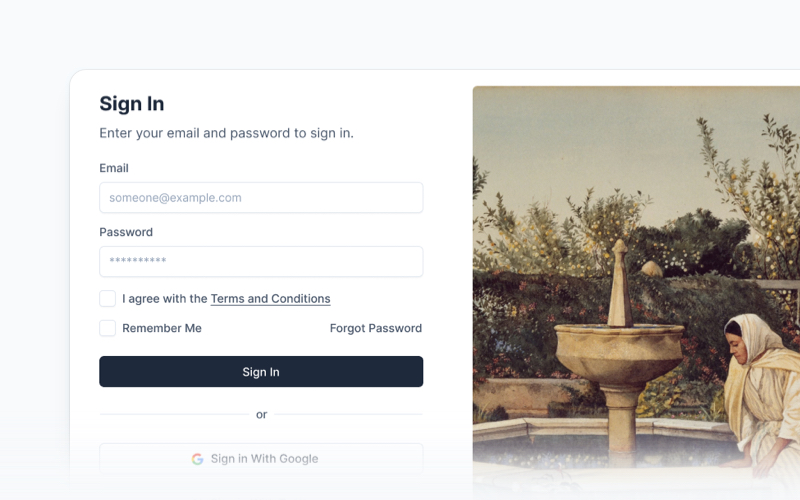 Sign In
Enter your email and password to sign in.
Email
someone@example.com
Password
**********
I agree with the Terms and Conditions
Remember Me
Forgot Password
Sign In
or
Sign in With Google